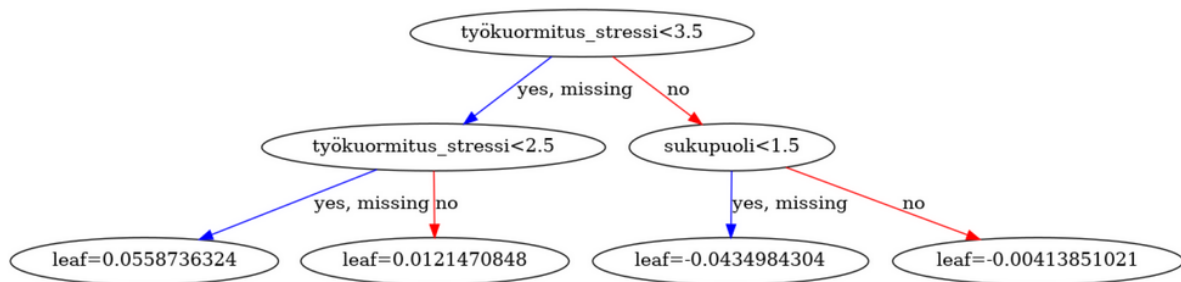 työkuormitus_stressi<3.5
yes, missing
no
työkuormitus_stressi<2.5
sukupuoli<1.5
yes, missing
no
yes, missing
no
leaf=0.0558736324
leaf=0.0121470848
leaf=-0.0434984304
leaf=-0.00413851021